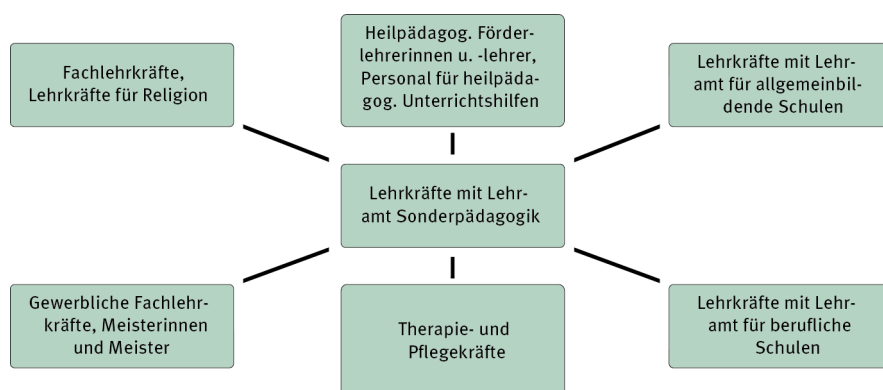 Fachlehrkräfte,
Lehrkräfte für Religion
Heilpädagog. Förder-
lehrerinnen u. -lehrer,
Personal für heilpäda-
gog. Unterrichtshilfen
Lehrkräfte mit Lehr-
amt für allgemeinbil-
dende Schulen
Lehrkräfte mit Lehr-
amt Sonderpädagogik
Gewerbliche Fachlehr-
kräfte, Meisterinnen
und Meister
Therapie- und
Pflegekräfte
Lehrkräfte mit Lehr-
amt für berufliche
Schulen